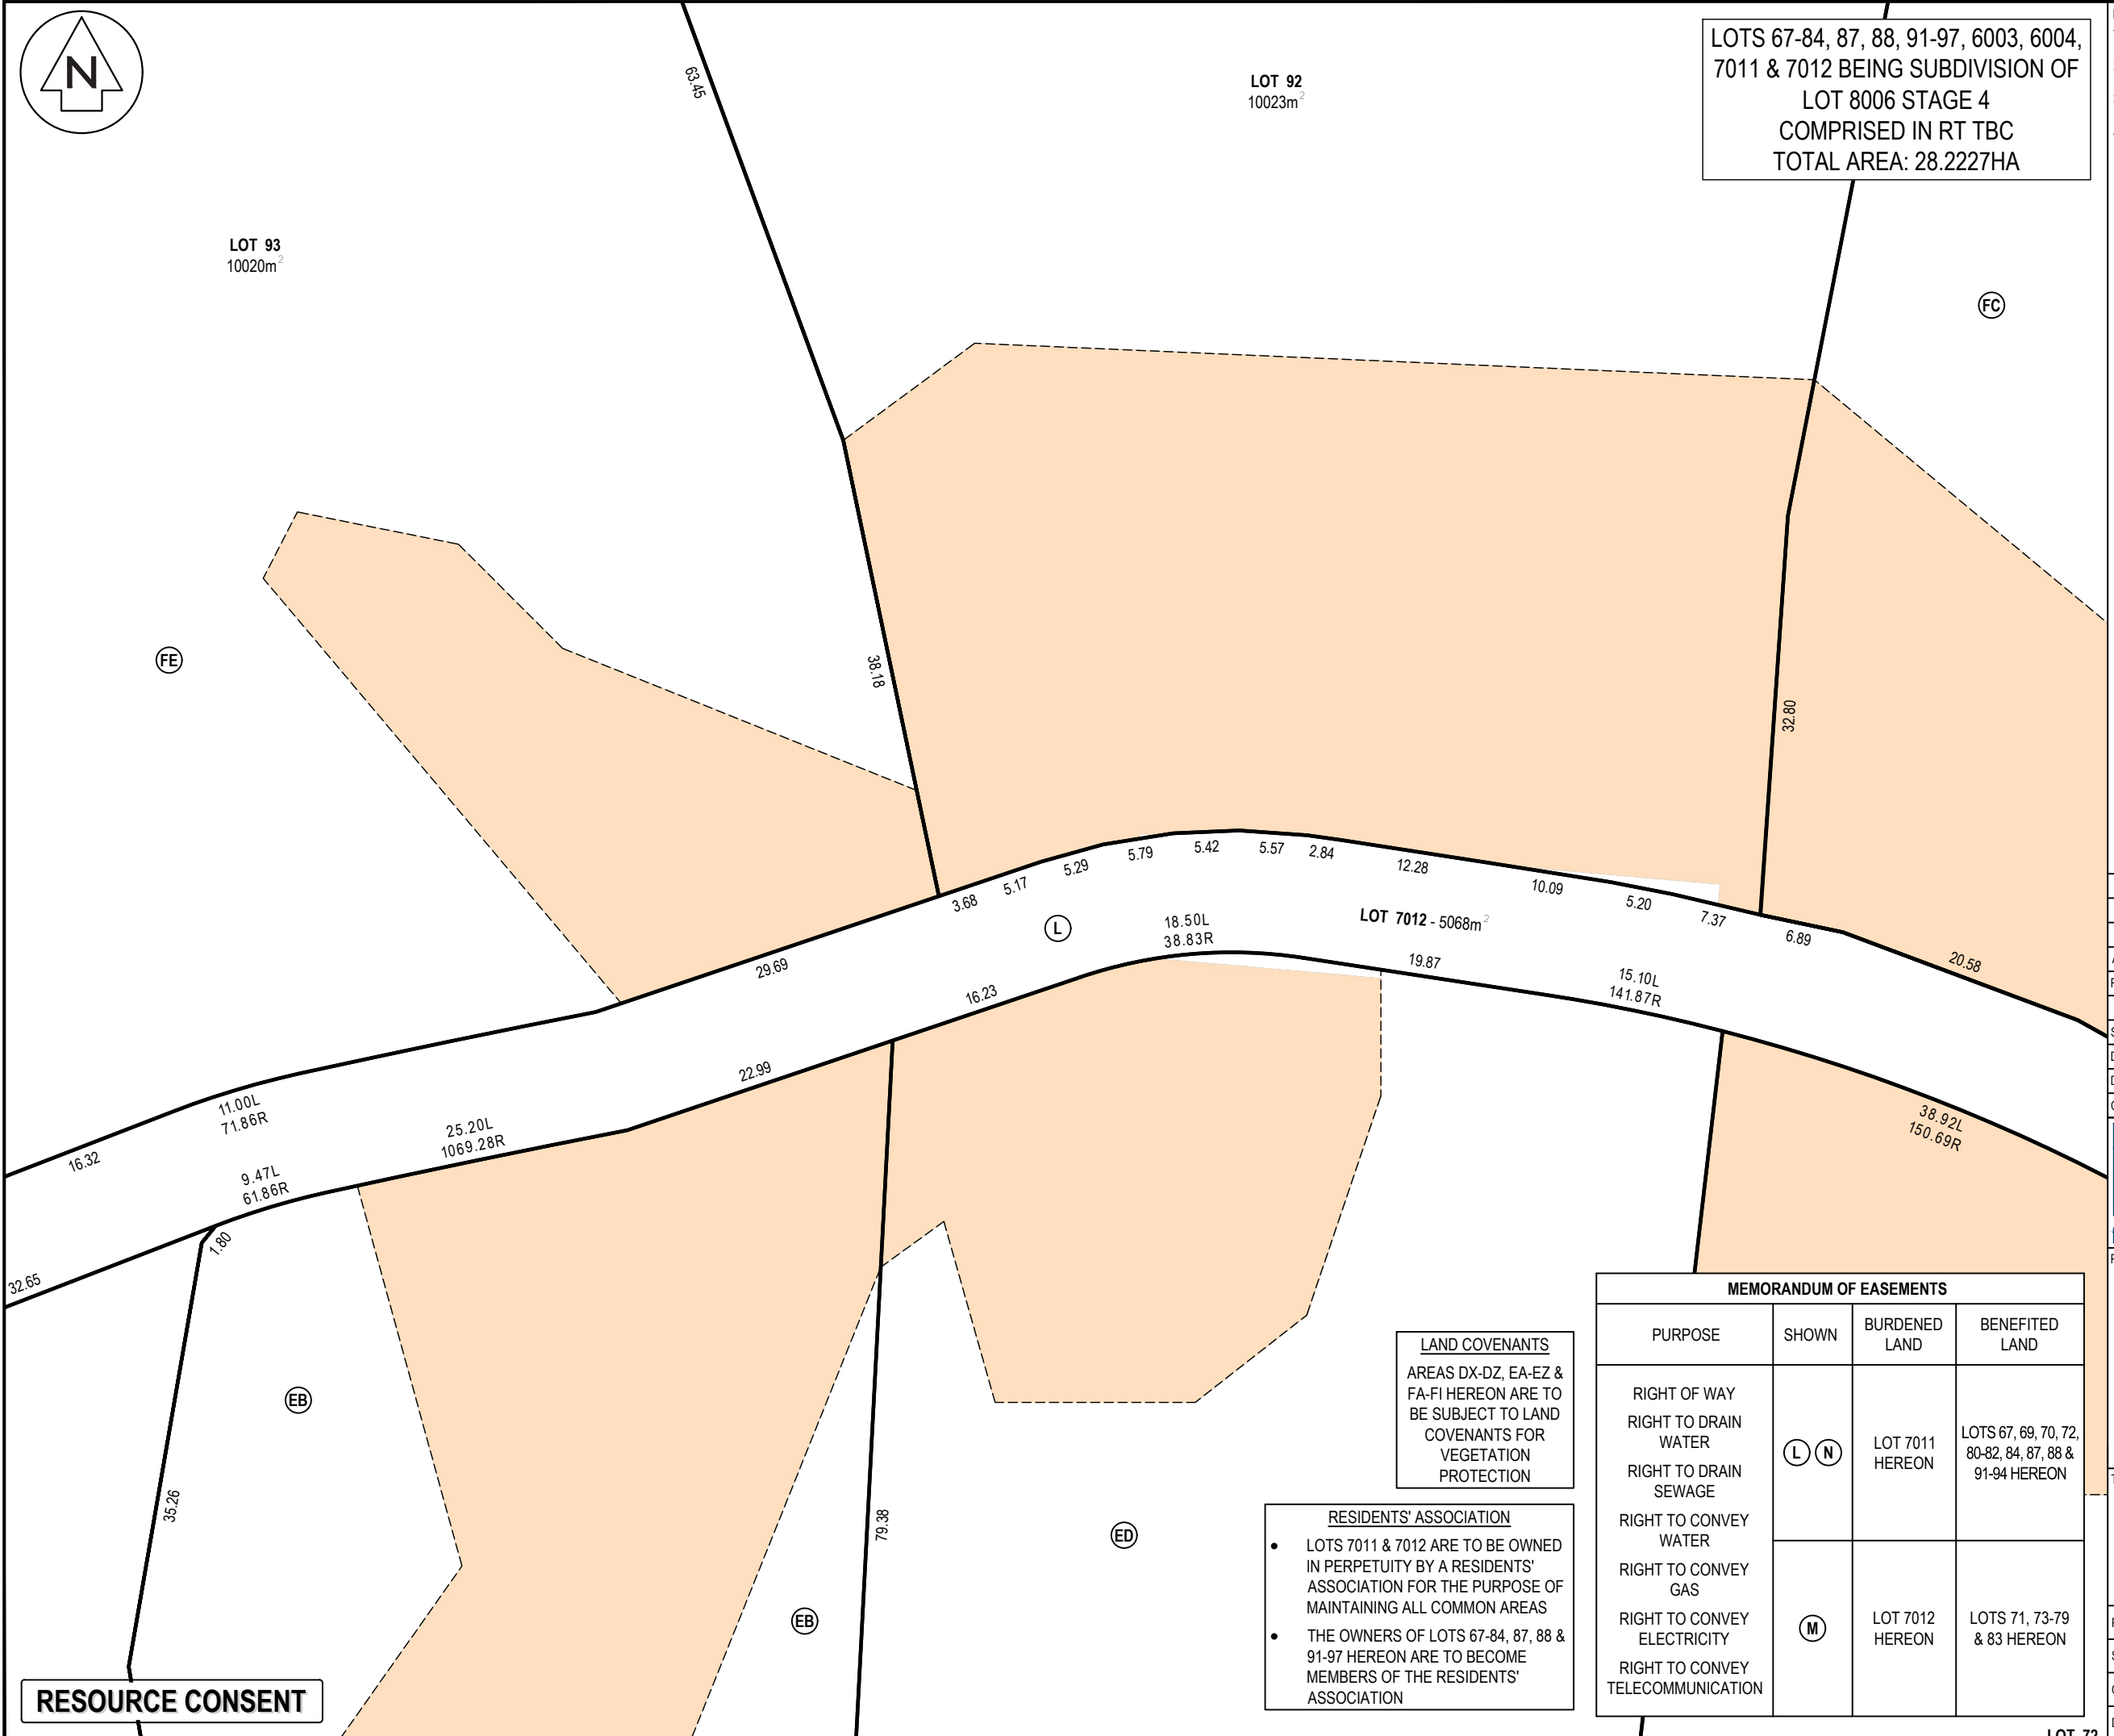 N
LOTS 67-84, 87, 88, 91-97, 6003, 6004,
7011 & 7012 BEING SUBDIVISION OF
LOT 8006 STAGE 4
COMPRISED IN RT TBC
TOTAL AREA: 28.2227HA
63.45
LOT 92
10023m²
LOT 93
10020m²
FC
FE
38.18
32.80
3.68
5.17
5.29
5.79
5.42
5.57
2.84
12.28
10.09
5.20
7.37
6.89
20.58
L
18.50L
38.83R
LOT 7012 - 5068m²
19.87
15.10L
141.87R
29.69
16.23
22.99
11.00L
71.86R
25.20L
1069.28R
16.32
9.47L
61.86R
1.80
32.65
38.92L
150.69R
EB
35.26
79.38
ED
EB
LAND COVENANTS
AREAS DX-DZ, EA-EZ &
FA-FI HEREON ARE TO
BE SUBJECT TO LAND
COVENANTS FOR
VEGETATION
PROTECTION
RESIDENTS' ASSOCIATION
• LOTS 7011 & 7012 ARE TO BE OWNED
IN PERPETUITY BY A RESIDENTS'
ASSOCIATION FOR THE PURPOSE OF
MAINTAINING ALL COMMON AREAS
• THE OWNERS OF LOTS 67-84, 87, 88 &
91-97 HEREON ARE TO BECOME
MEMBERS OF THE RESIDENTS'
ASSOCIATION
MEMORANDUM OF EASEMENTS
PURPOSE
SHOWN
BURDENED
LAND
BENEFITED
LAND
RIGHT OF WAY
RIGHT TO DRAIN
WATER
RIGHT TO DRAIN
SEWAGE
RIGHT TO CONVEY
WATER
RIGHT TO CONVEY
GAS
RIGHT TO CONVEY
ELECTRICITY
RIGHT TO CONVEY
TELECOMMUNICATION
L N
LOT 7011
HEREON
LOTS 67, 69, 70, 72,
80-82, 84, 87, 88 &
91-94 HEREON
M
LOT 7012
HEREON
LOTS 71, 73-79
& 83 HEREON
RESOURCE CONSENT
LOT 72